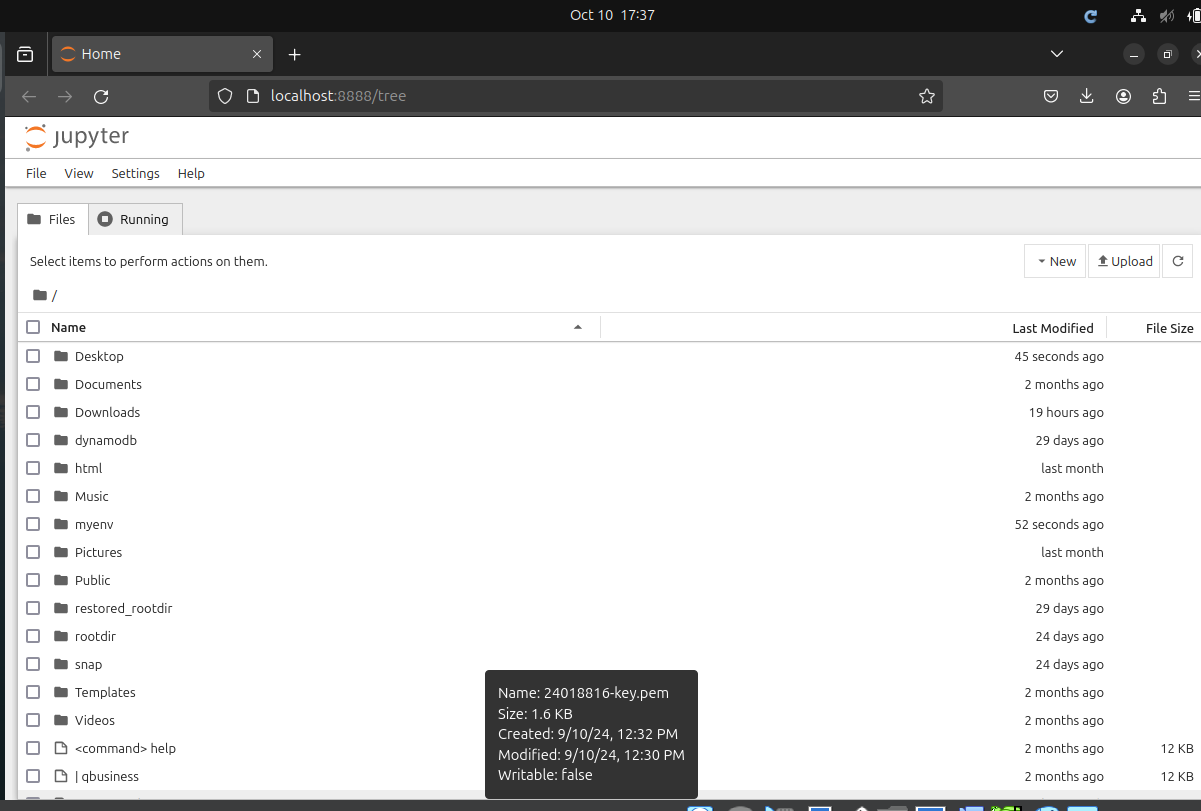 Oct 10 17:37
Home
localhost:8888/tree
jupyter
File View Settings Help
Files Running
Select items to perform actions on them.
New Upload
/
Name Last Modified File Size
Desktop 45 seconds ago
Documents 2 months ago
Downloads 19 hours ago
dynamodb 29 days ago
html last month
Music 2 months ago
myenv 52 seconds ago
Pictures last month
Public 2 months ago
restored_rootdir 29 days ago
rootdir 24 days ago
snap 24 days ago
Templates 2 months ago
Videos 2 months ago
<command> help 2 months ago 12 KB
| qbusiness 2 months ago 12 KB
Name: 24018816-key.pem
Size: 1.6 KB
Created: 9/10/24, 12:32 PM
Modified: 9/10/24, 12:30 PM
Writable: false